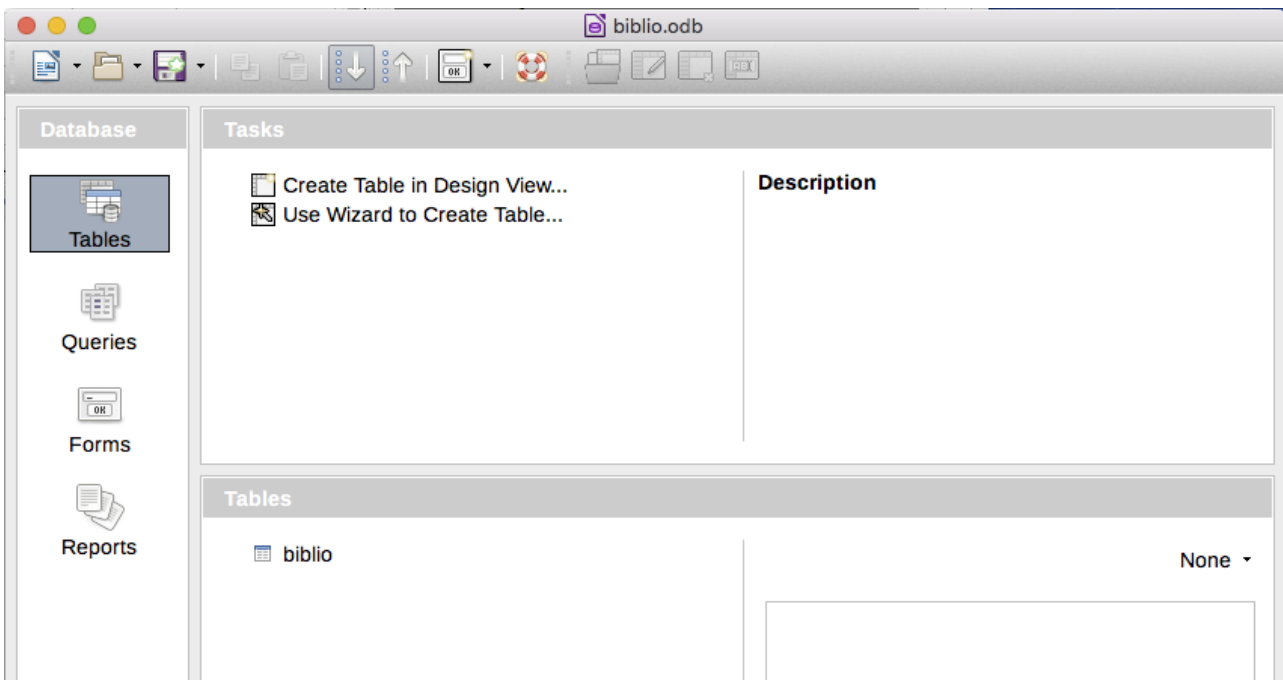 biblio.odb
Database
Tables
Queries
Forms
Reports
Tasks
Create Table in Design View...
Use Wizard to Create Table...
Description
Tables
biblio
None